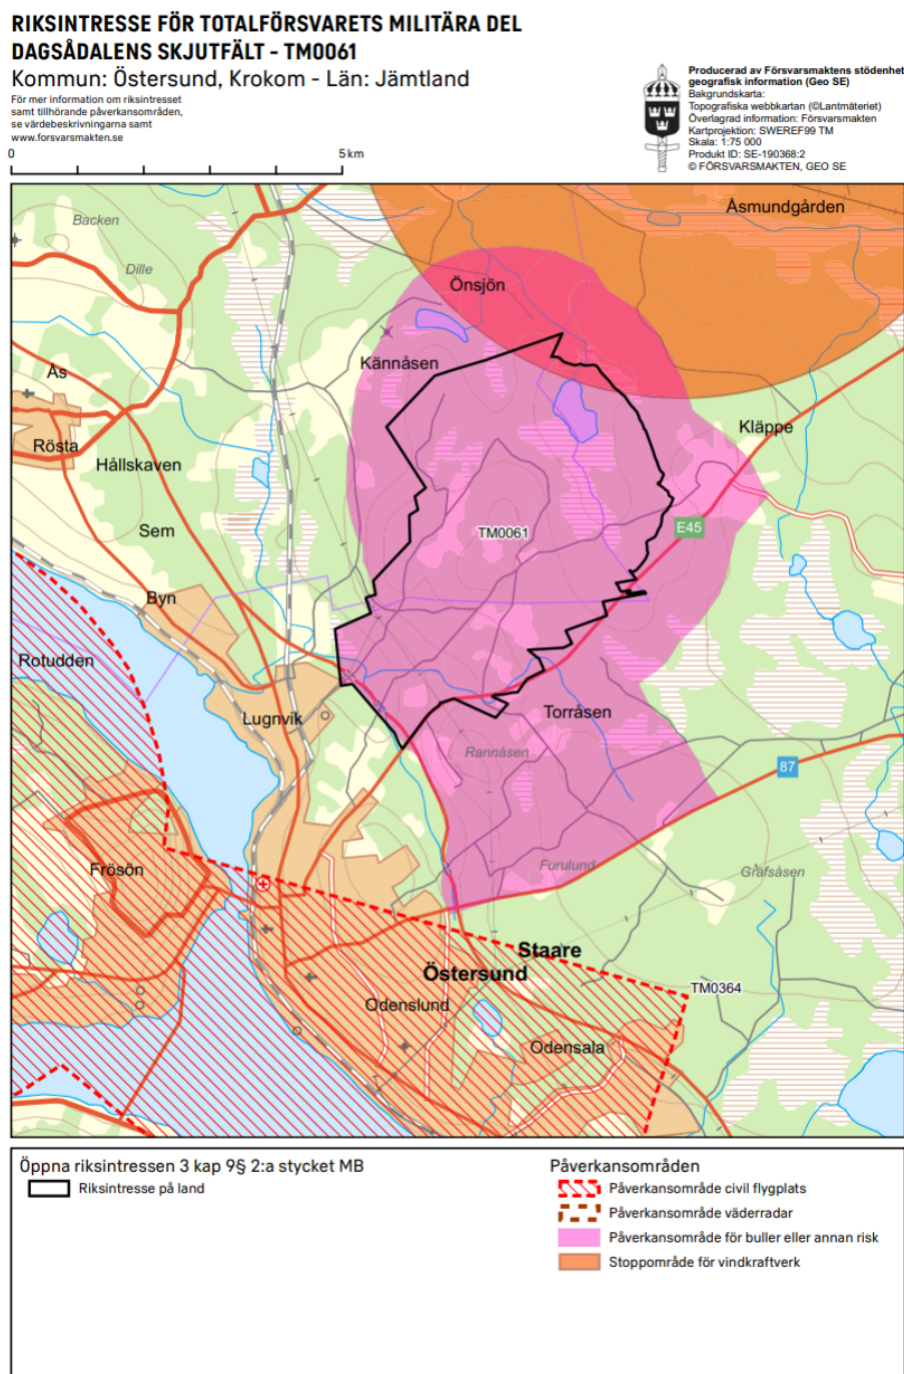 RIKSINTRESSE FÖR TOTALFÖRSVARETS MILITÄRA DEL
DAGSÅDALENS SKJUTFÄLT - TM0061
Kommun: Östersund, Krokom - Län: Jämtland
För mer information om riksintresset
samt tillhörande påverkansområden,
se värdebeskrivningarna samt
www.forsvarsmakten.se
Producerad av Försvarsmaktens stödenhet
geografisk information (Geo SE)
Bakgrundskarta:
Topografiska webbkartan (©Lantmäteriet)
Överlagrad information: Försvarsmakten
Kartprojektion: SWEREF99 TM
Skala: 1:75 000
Produkt ID: SE-190368:2
© FÖRSVARSMAKTEN, GEO SE
0 5 km
Åsmundgården
Backen
Dille
Önsjön
Kännåsen
Ås
Kläppe
Rösta
Hållskaven
Sem
E45
TM0061
Byn
Rotudden
Lugnvik
Torråsen
Rannåsen
87
Frösön
Furulund
Gräfsåsen
Staare
Östersund
TM0364
Odenslund
Odensala
Öppna riksintressen 3 kap 9§ 2:a stycket MB
Riksintresse på land
Påverkansområden
Påverkansområde civil flygplats
Påverkansområde väderradar
Påverkansområde för buller eller annan risk
Stoppområde för vindkraftverk